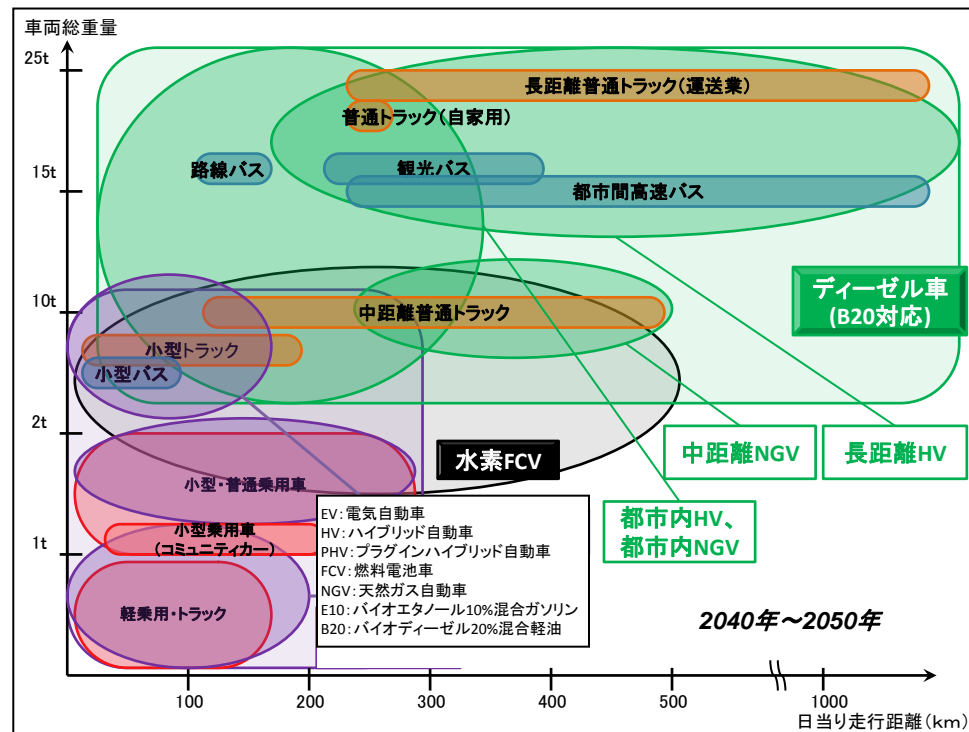 車両総重量
25t
長距離普通トラック(運送業)
普通トラック(自家用)
路線バス
観光バス
15t
都市間高速バス
ディーゼル車
(B20対応)
10t
中距離普通トラック
小型トラック
小型バス
2t
水素FCV
中距離NGV
長距離HV
小型・普通乗用車
都市内HV、
都市内NGV
小型乗用車
(コミュニティカー)
1t
軽乗用・トラック
EV:電気自動車
HV:ハイブリッド自動車
PHV:プラグインハイブリッド自動車
FCV:燃料電池車
NGV:天然ガス自動車
E10:バイオエタノール10%混合ガソリン
B20:バイオディーゼル20%混合軽油
2040年~2050年
100 200 300 400 500 1000
日当り走行距離(km)